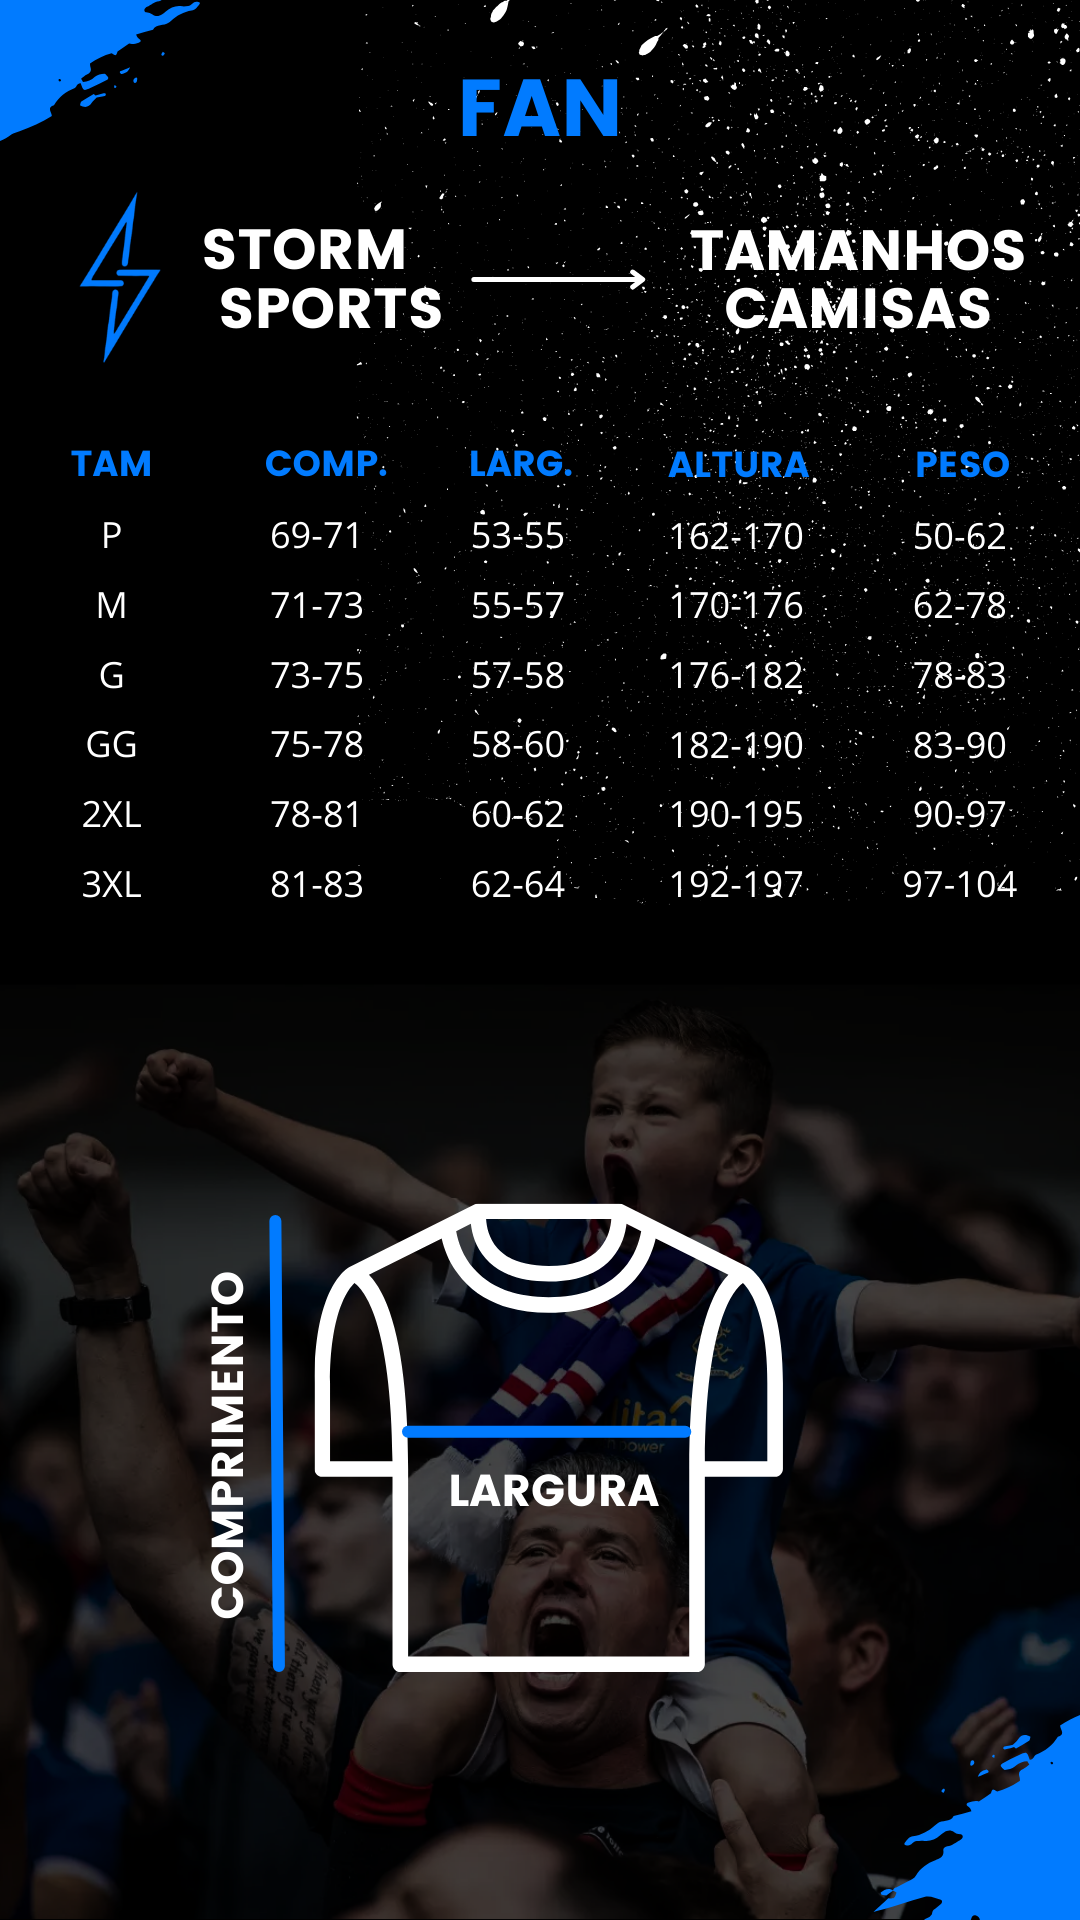 FAN
STORM
SPORTS
TAMANHOS
CAMISAS
TAM COMP. LARG. ALTURA PESO
P 69-71 53-55 162-170 50-62
M 71-73 55-57 170-176 62-78
G 73-75 57-58 176-182 78-83
GG 75-78 58-60 182-190 83-90
2XL 78-81 60-62 190-195 90-97
3XL 81-83 62-64 192-197 97-104
COMPRIMENTO
LARGURA
power